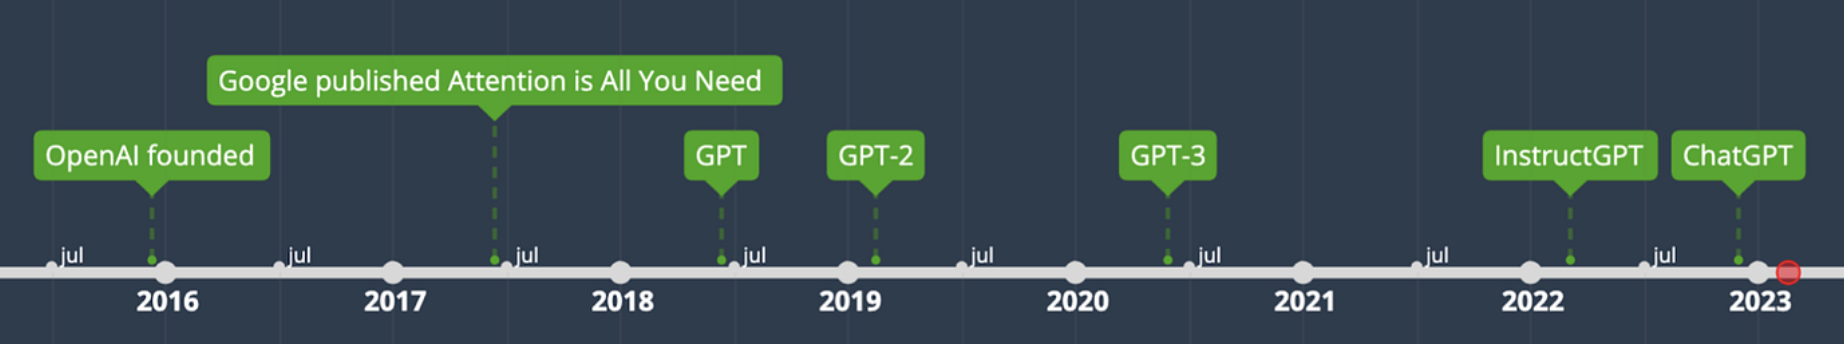 Google published Attention is All You Need
OpenAI founded
GPT
GPT-2
GPT-3
InstructGPT
ChatGPT
jul
jul
jul
jul
jul
jul
jul
jul
2016
2017
2018
2019
2020
2021
2022
2023